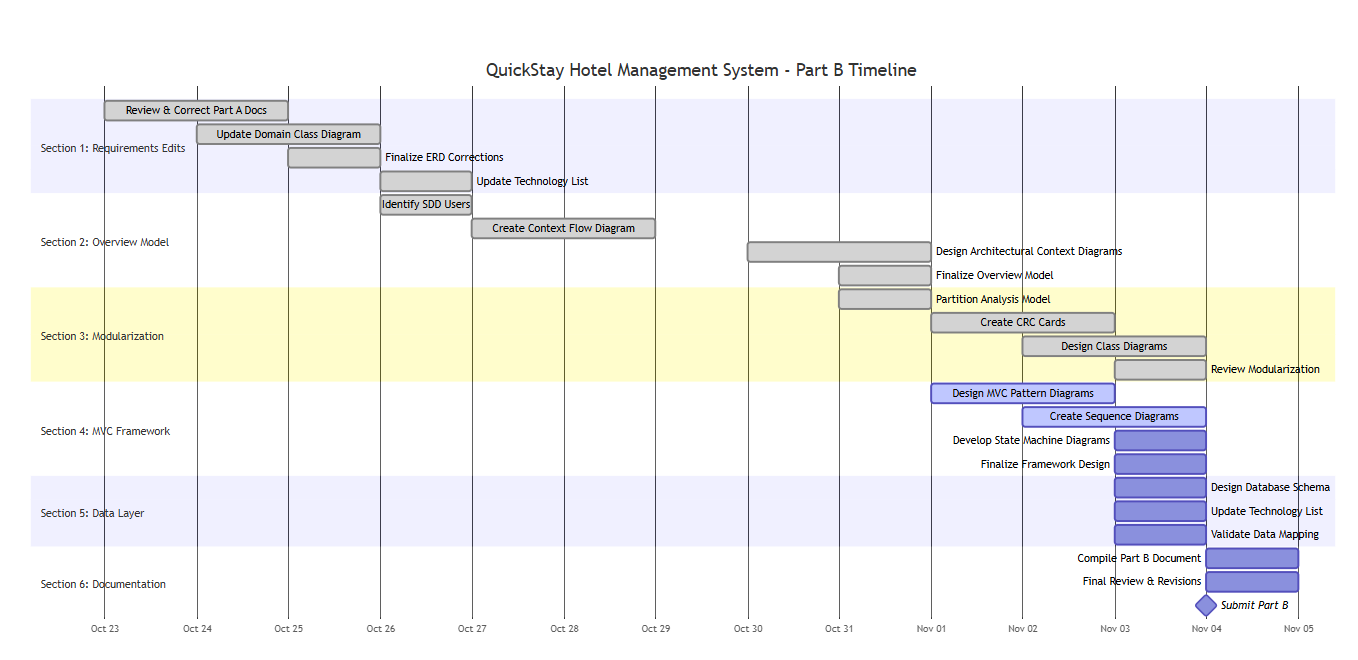 QuickStay Hotel Management System - Part B Timeline
Section 1: Requirements Edits
Review & Correct Part A Docs
Update Domain Class Diagram
Finalize ERD Corrections
Update Technology List
Section 2: Overview Model
Identify SDD Users
Create Context Flow Diagram
Design Architectural Context Diagrams
Finalize Overview Model
Section 3: Modularization
Partition Analysis Model
Create CRC Cards
Design Class Diagrams
Review Modularization
Section 4: MVC Framework
Design MVC Pattern Diagrams
Create Sequence Diagrams
Develop State Machine Diagrams
Finalize Framework Design
Section 5: Data Layer
Design Database Schema
Update Technology List
Validate Data Mapping
Section 6: Documentation
Compile Part B Document
Final Review & Revisions
Submit Part B
Oct 23 Oct 24 Oct 25 Oct 26 Oct 27 Oct 28 Oct 29 Oct 30 Oct 31 Nov 01 Nov 02 Nov 03 Nov 04 Nov 05